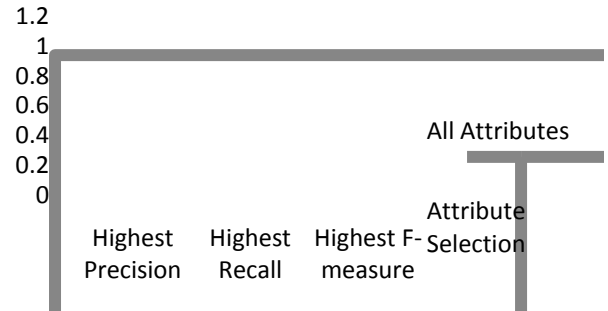 1.2
1
0.8
0.6
0.4
0.2
0
All Attributes
Attribute
Selection
Highest
Precision
Highest
Recall
Highest F-
measure